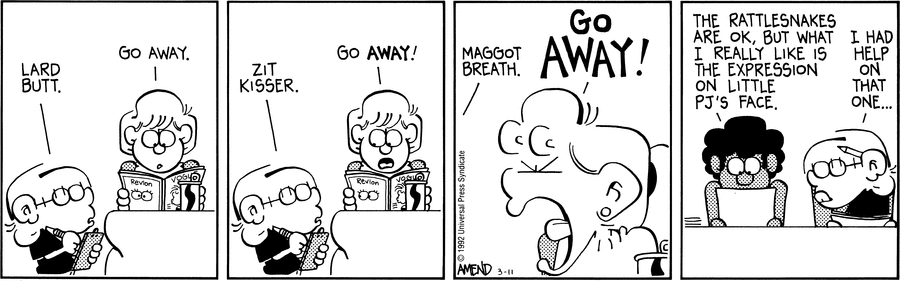 LARD
BUTT.
GO AWAY.
Revlon
ZIT
KISSER.
GO AWAY!
Revlon
MAGGOT
BREATH.
GO
AWAY!
© 1992 Universal Press Syndicate
AMEND 3-11
THE RATTLESNAKES
ARE OK, BUT WHAT
I REALLY LIKE IS
THE EXPRESSION
ON LITTLE
PJ'S FACE.
I HAD
HELP
ON
THAT
ONE...